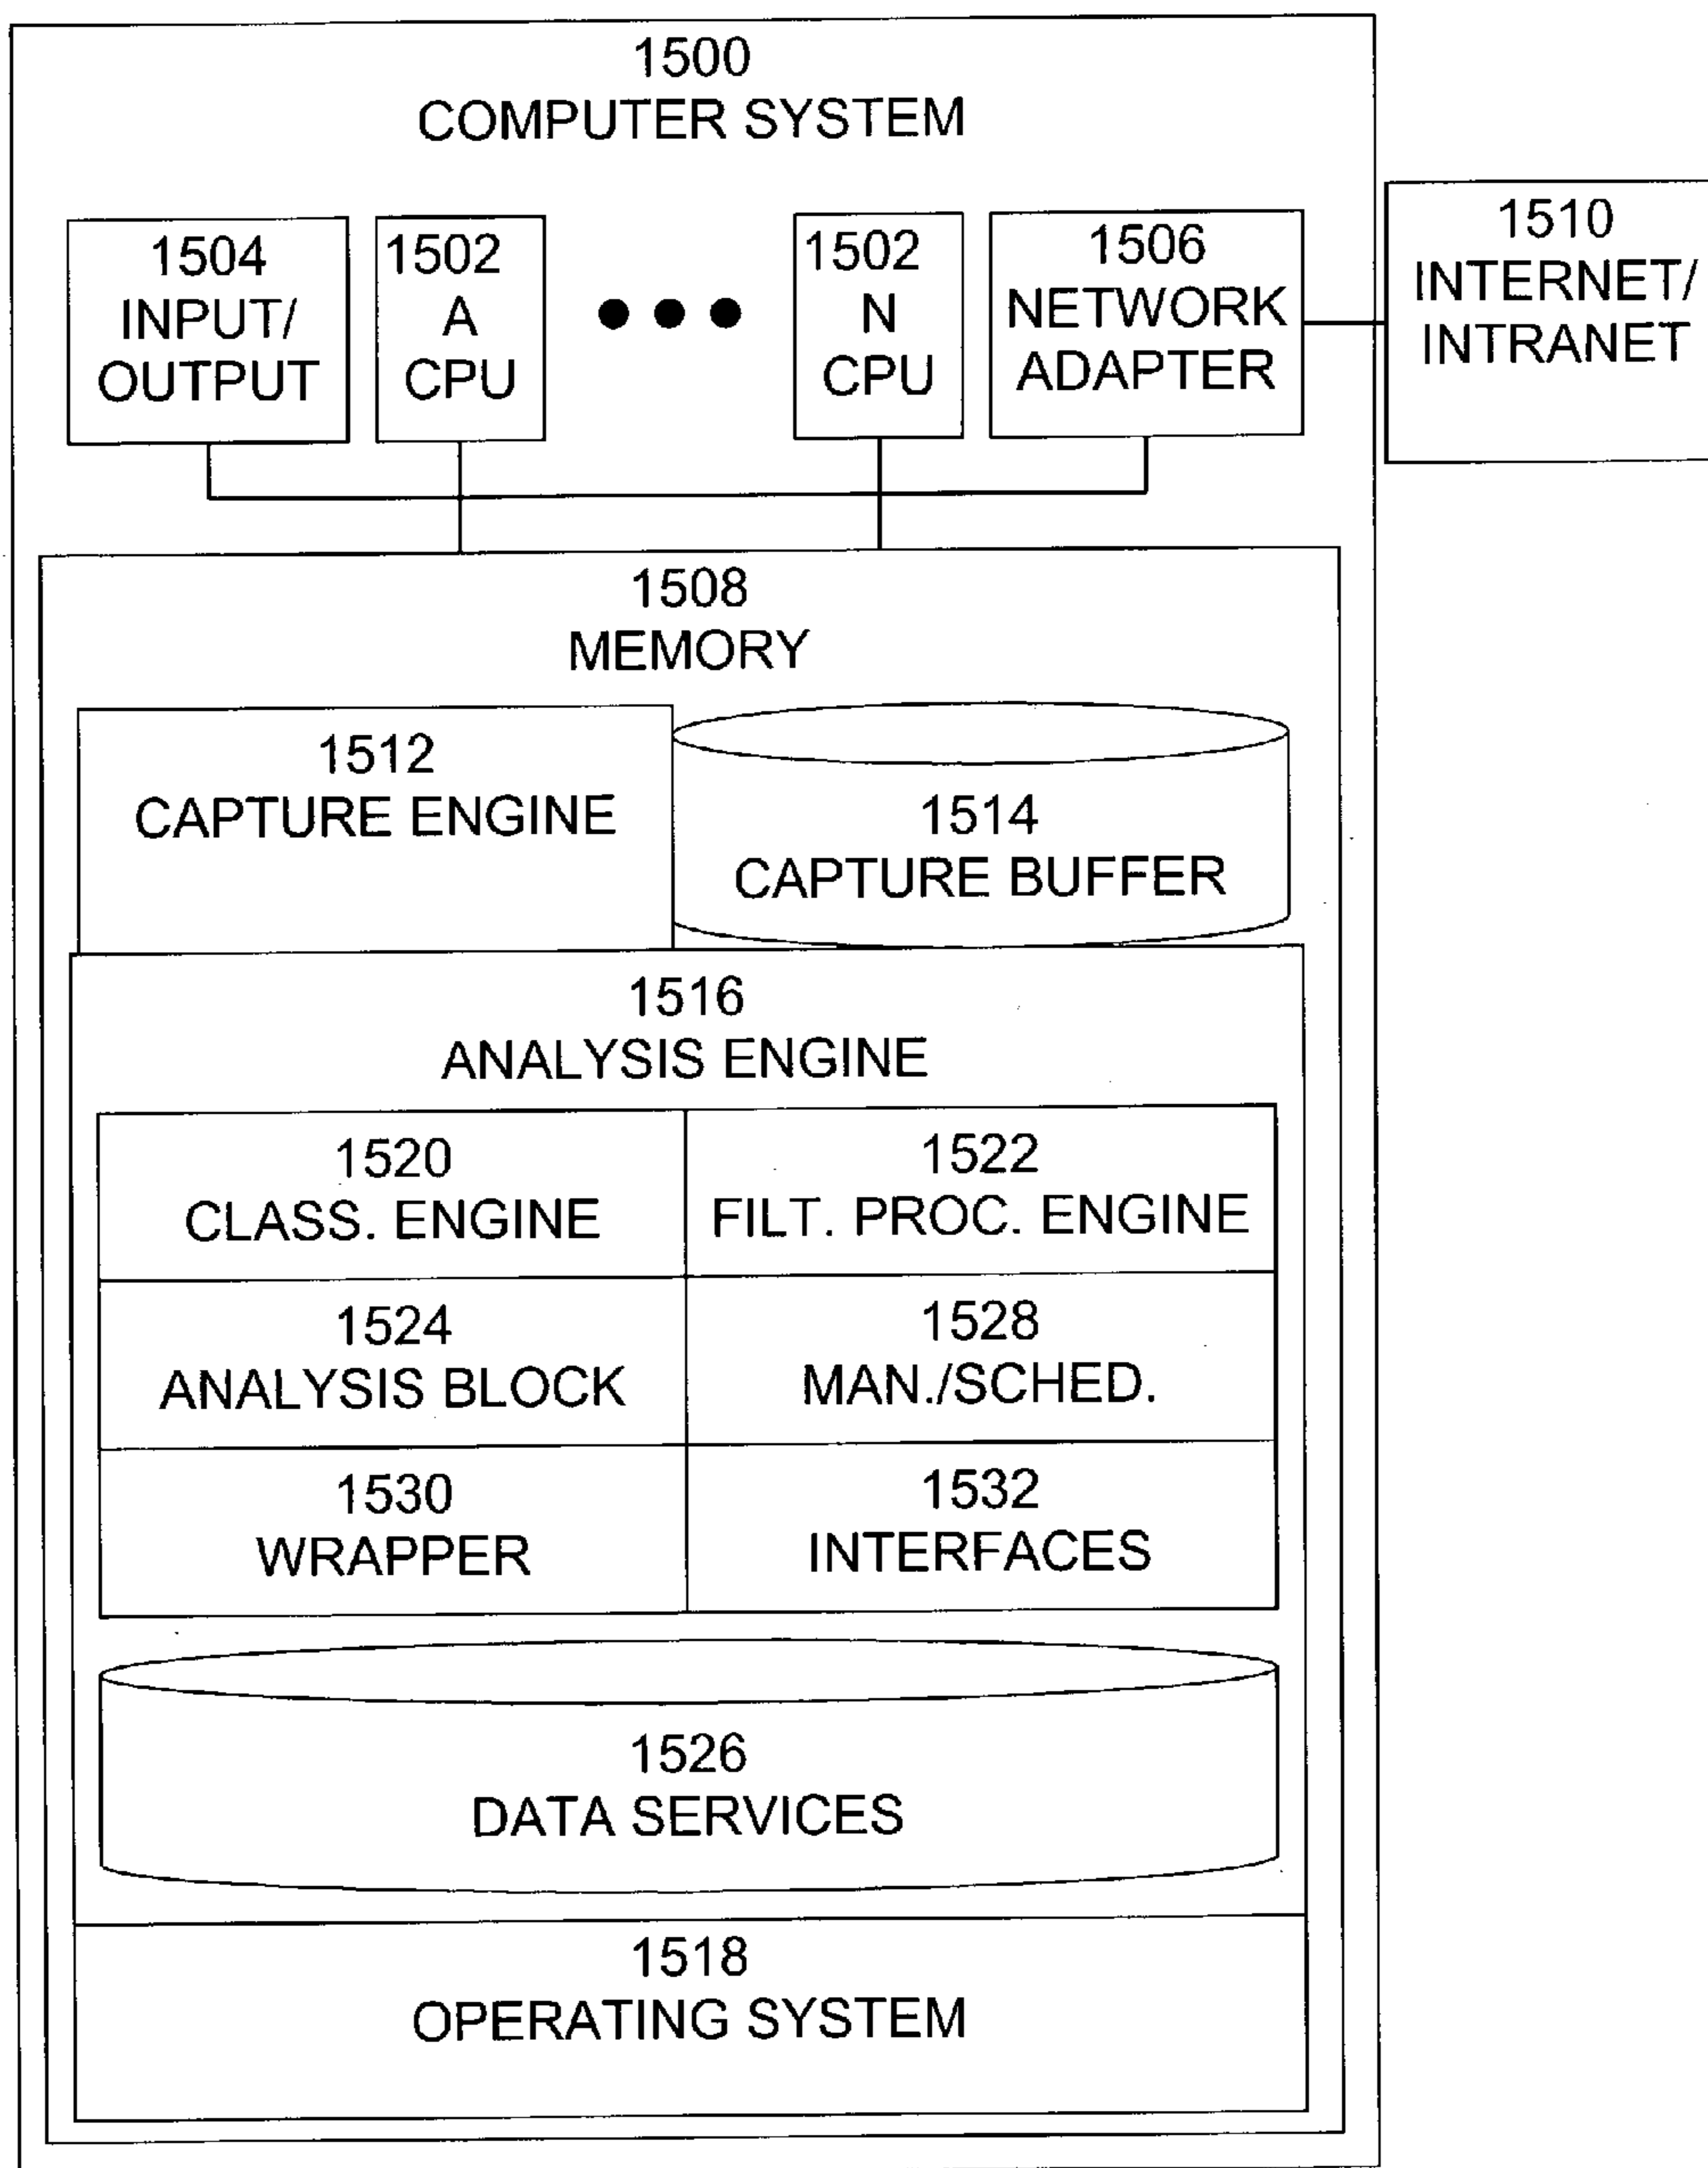 1500
COMPUTER SYSTEM
1504
INPUT/
OUTPUT
1502
A
CPU
1502
N
CPU
1506
NETWORK
ADAPTER
1510
INTERNET/
INTRANET
1508
MEMORY
1512
CAPTURE ENGINE
1514
CAPTURE BUFFER
1516
ANALYSIS ENGINE
1520
CLASS. ENGINE
1522
FILT. PROC. ENGINE
1524
ANALYSIS BLOCK
1528
MAN./SCHED.
1530
WRAPPER
1532
INTERFACES
1526
DATA SERVICES
1518
OPERATING SYSTEM